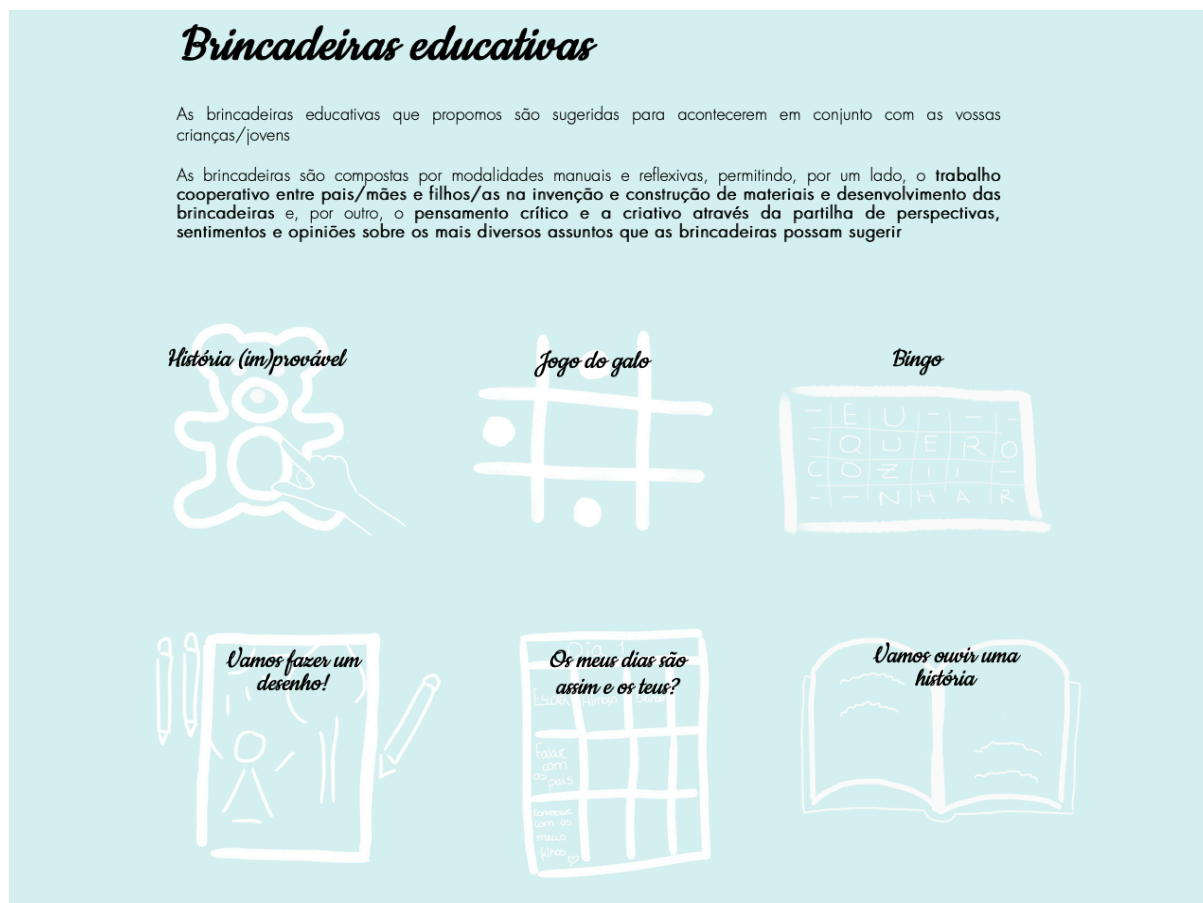 Brincadeiras educativas
As brincadeiras educativas que propomos são sugeridas para acontecerem em conjunto com as vossas
crianças/jovens
As brincadeiras são compostas por modalidades manuais e reflexivas, permitindo, por um lado, o trabalho
cooperativo entre pais/mães e filhos/as na invenção e construção de materiais e desenvolvimento das
brincadeiras e, por outro, o pensamento crítico e a criativo através da partilha de perspectivas,
sentimentos e opiniões sobre os mais diversos assuntos que as brincadeiras possam sugerir
História (im)provável
Jogo do galo
Bingo
- E U - - -
- Q U E R O
C O Z I I -
- - N H A R
Vamos fazer um
desenho!
Os meus dias são
assim e os teus?
Dia 1
Falar
com
os pais
com os
meus
filhos
Vamos ouvir uma
história